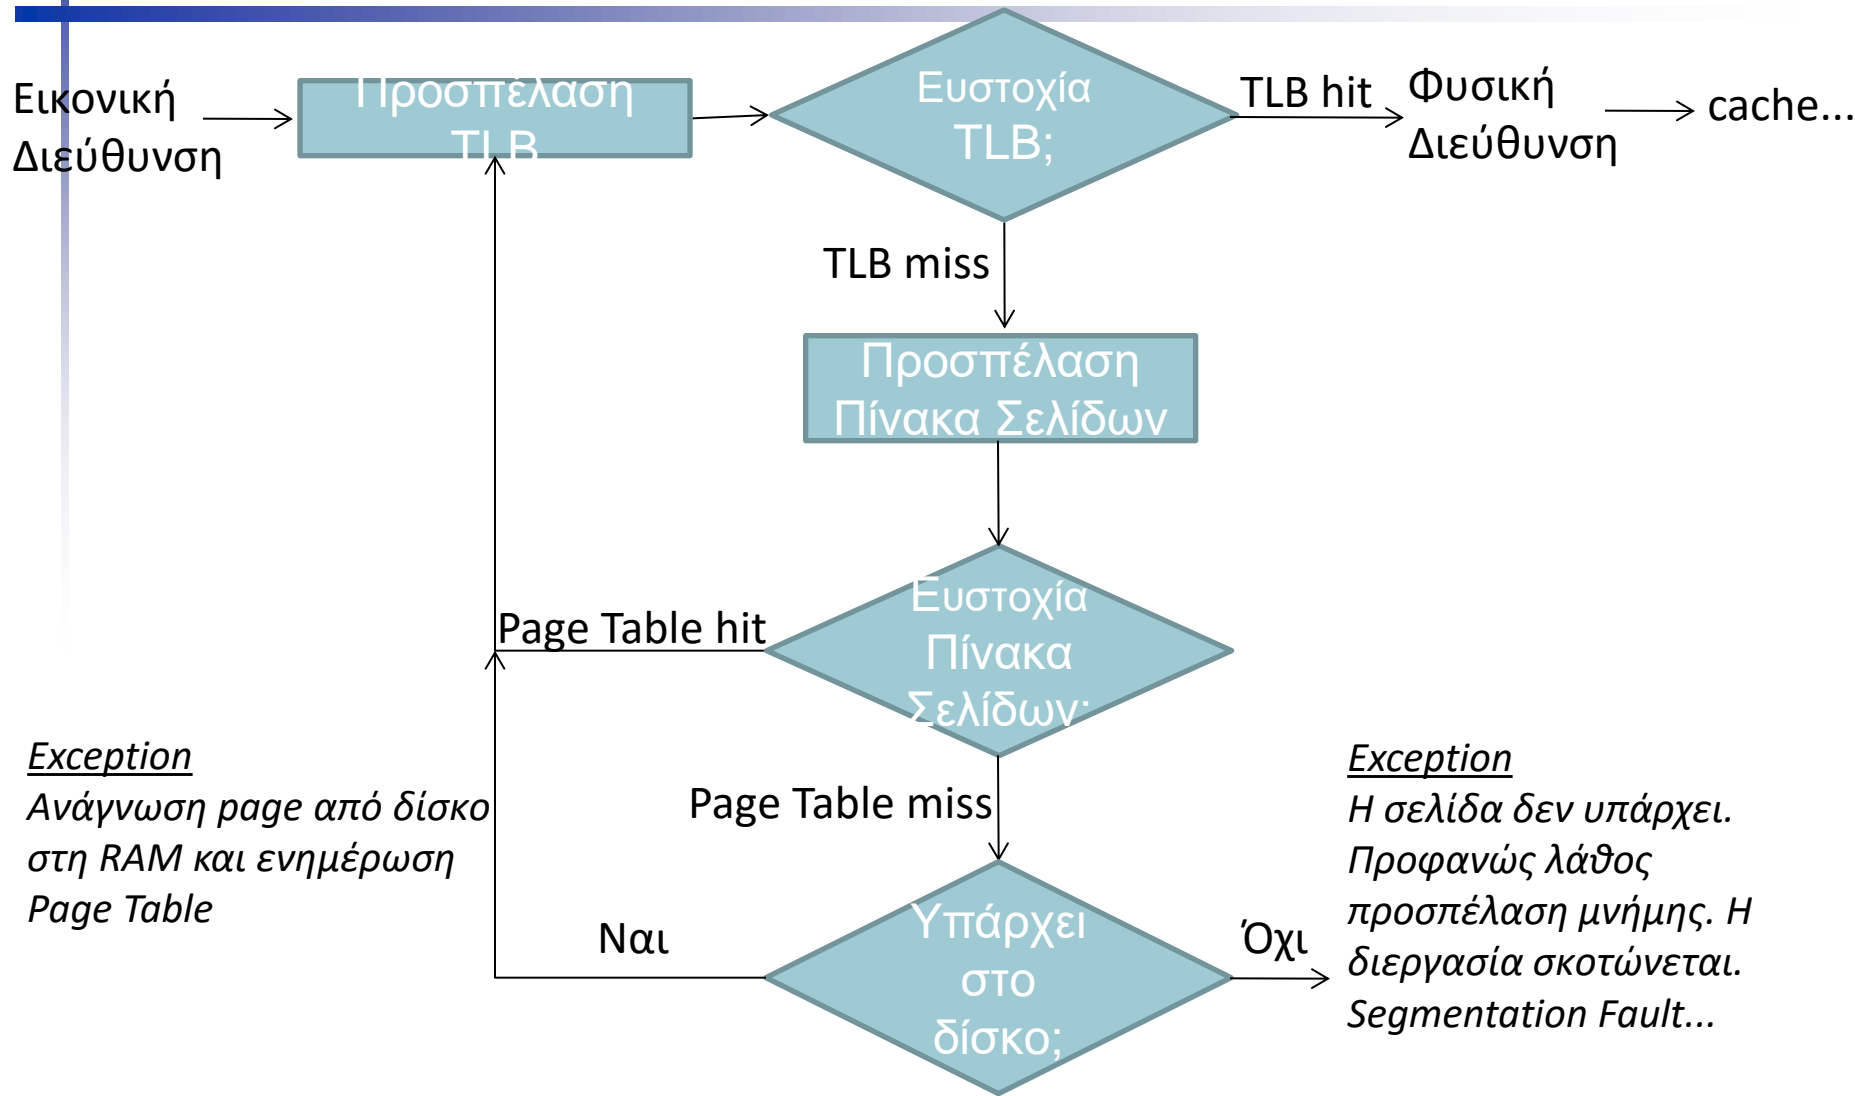 Εικονική
Διεύθυνση
Προσπέλαση
TLB
Ευστοχία
TLB;
TLB hit
Φυσική
Διεύθυνση
cache...
TLB miss
Προσπέλαση
Πίνακα Σελίδων
Page Table hit
Ευστοχία
Πίνακα
Σελίδων;
Exception
Ανάγνωση page από δίσκο
στη RAM και ενημέρωση
Page Table
Page Table miss
Ναι
Υπάρχει
στο
δίσκο;
Όχι
Exception
Η σελίδα δεν υπάρχει.
Προφανώς λάθος
προσπέλαση μνήμης. Η
διεργασία σκοτώνεται.
Segmentation Fault...